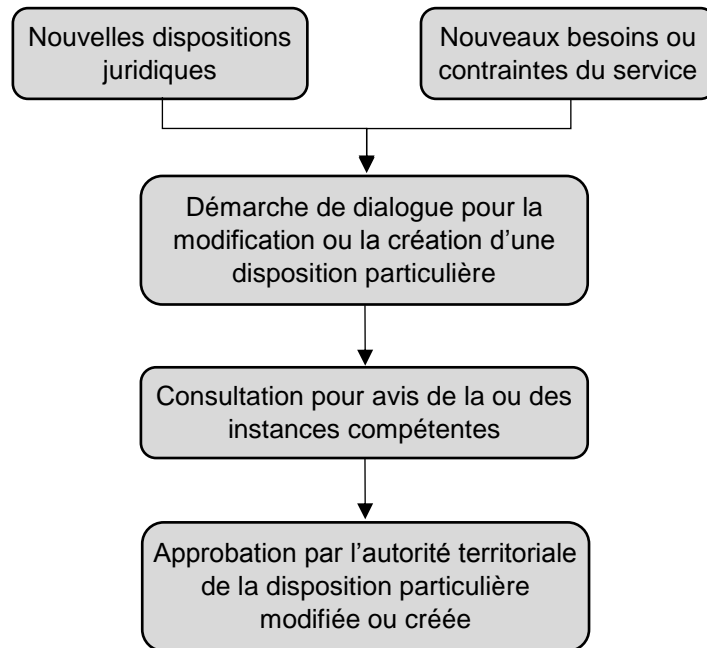 Nouvelles dispositions
juridiques
Nouveaux besoins ou
contraintes du service
Démarche de dialogue pour la
modification ou la création d’une
disposition particulière
Consultation pour avis de la ou des
instances compétentes
Approbation par l’autorité territoriale
de la disposition particulière
modifiée ou créée